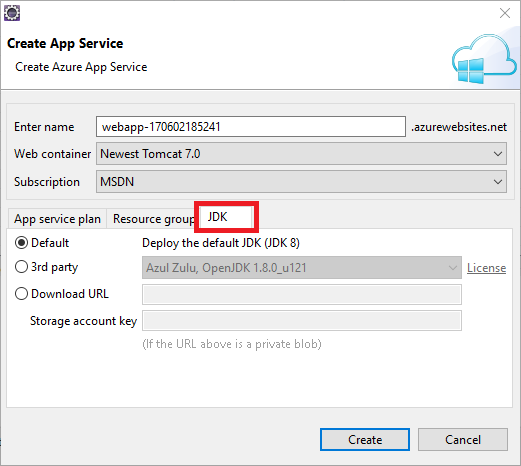 Create App Service
Create Azure App Service
Enter name webapp-170602185241 .azurewebsites.net
Web container Newest Tomcat 7.0
Subscription MSDN
App service plan Resource group JDK
Default Deploy the default JDK (JDK 8)
3rd party Azul Zulu, OpenJDK 1.8.0_u121 License
Download URL
Storage account key
(If the URL above is a private blob)
Create Cancel